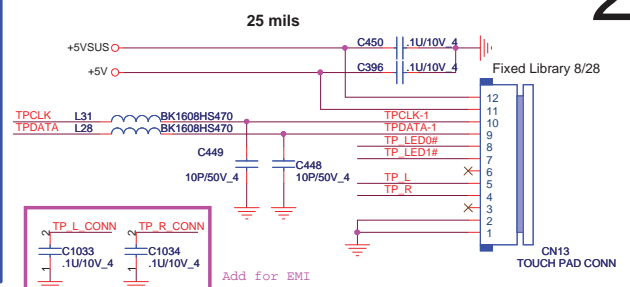 25 mils
2
+5VSUS
C450 .1U/10V_4
+5V
C396 .1U/10V_4
Fixed Library 8/28
TPCLK L31 BK1608HS470 TPCLK-1
TPDATA L28 BK1608HS470 TPDATA-1
TP_LED0#
TP_LED1#
TP_L
TP_R
12
11
10
9
8
7
6
5
4
3
2
1
C449
10P/50V_4
C448
10P/50V_4
CN13
TOUCH PAD CONN
TP_L_CONN TP_R_CONN
2 2
C1033 C1034
.1U/10V_4 .1U/10V_4
1 1
Add for EMI